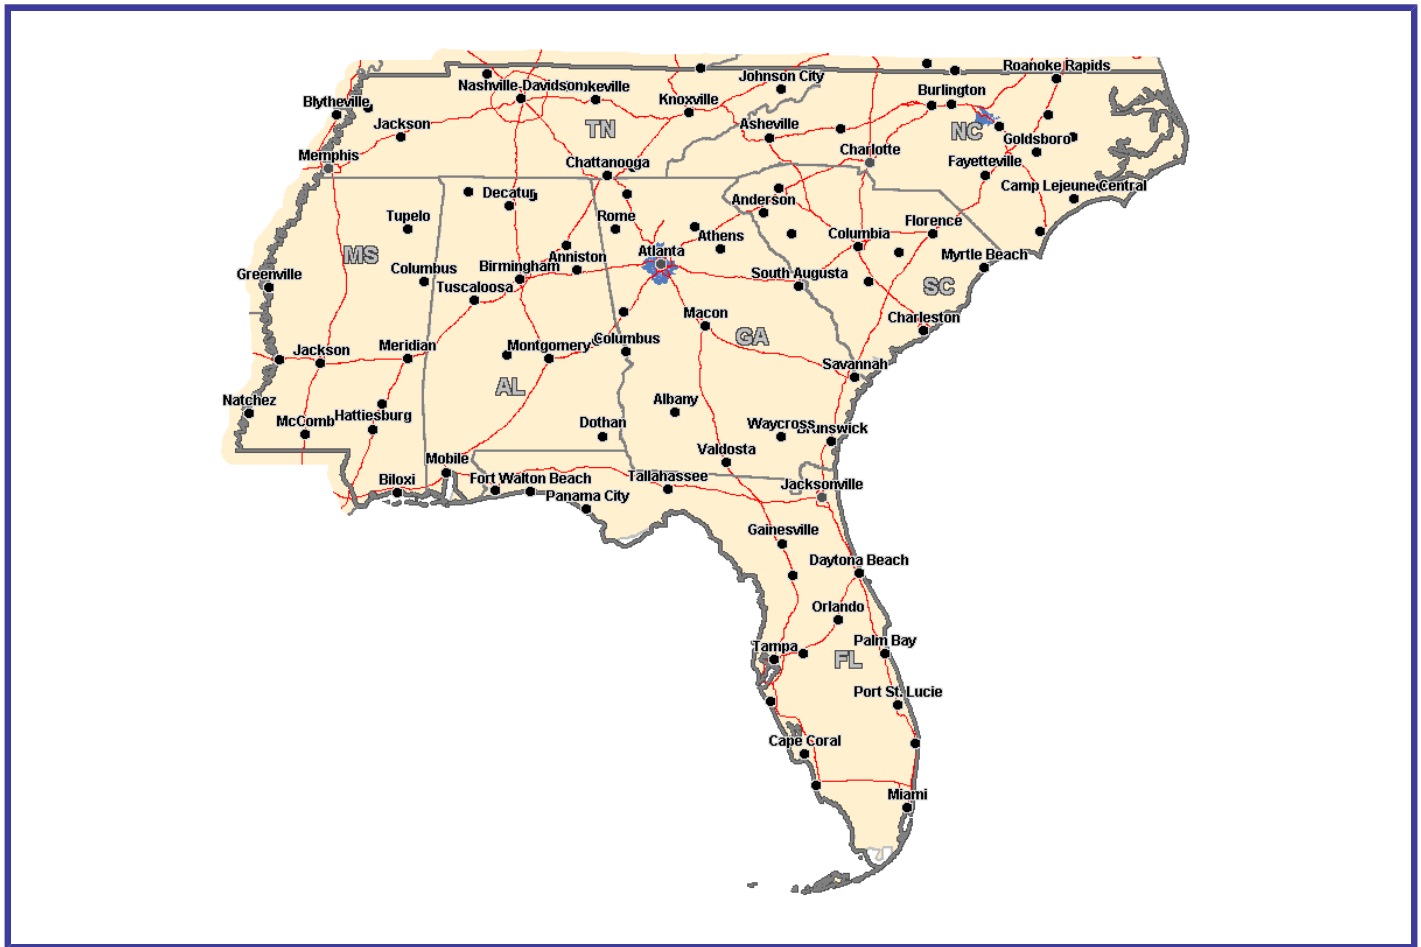 Roanoke Rapids
Johnson City
Nashville-Davidson
keville
Burlington
Knoxville
Blytheville
Jackson
Asheville
TN
NC
Goldsboro
Charlotte
Memphis
Chattanooga
Fayetteville
Camp Lejeune Central
Decatur
Anderson
Tupelo
Rome
Florence
Athens
Columbia
MS
Atlanta
Anniston
Myrtle Beach
Greenville
Columbus
Birmingham
South Augusta
Tuscaloosa
SC
Macon
Charleston
GA
Jackson
Meridian
Montgomery
Columbus
Savannah
AL
Natchez
Albany
McComb
Hattiesburg
Dothan
Waycross
Brunswick
Valdosta
Mobile
Biloxi
Fort Walton Beach
Tallahassee
Jacksonville
Panama City
Gainesville
Daytona Beach
Orlando
Tampa
Palm Bay
FL
Port St. Lucie
Cape Coral
Miami